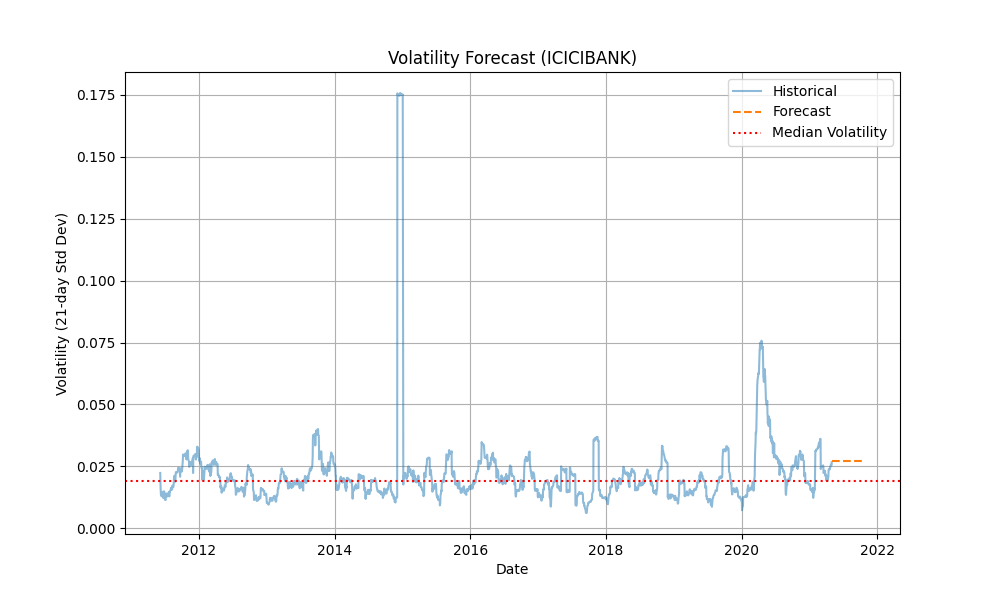 Volatility Forecast (ICICIBANK)
Historical
Forecast
Median Volatility
Volatility (21-day Std Dev)
0.175
0.150
0.125
0.100
0.075
0.050
0.025
0.000
2012 2014 2016 2018 2020 2022
Date